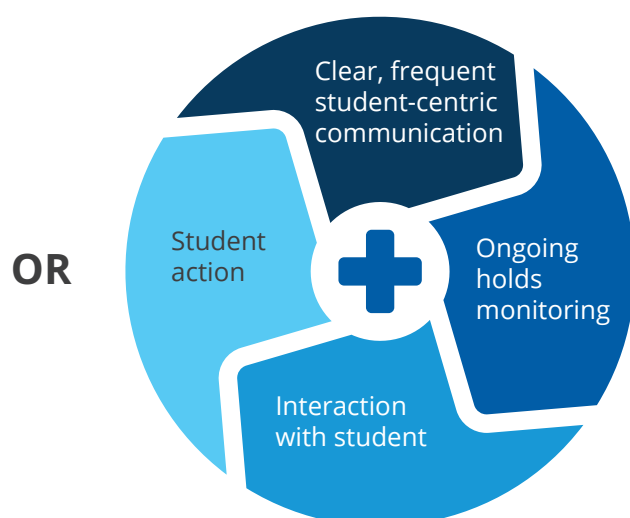 Clear, frequent
student-centric
communication
OR
Student
action
Ongoing
holds
monitoring
Interaction
with student